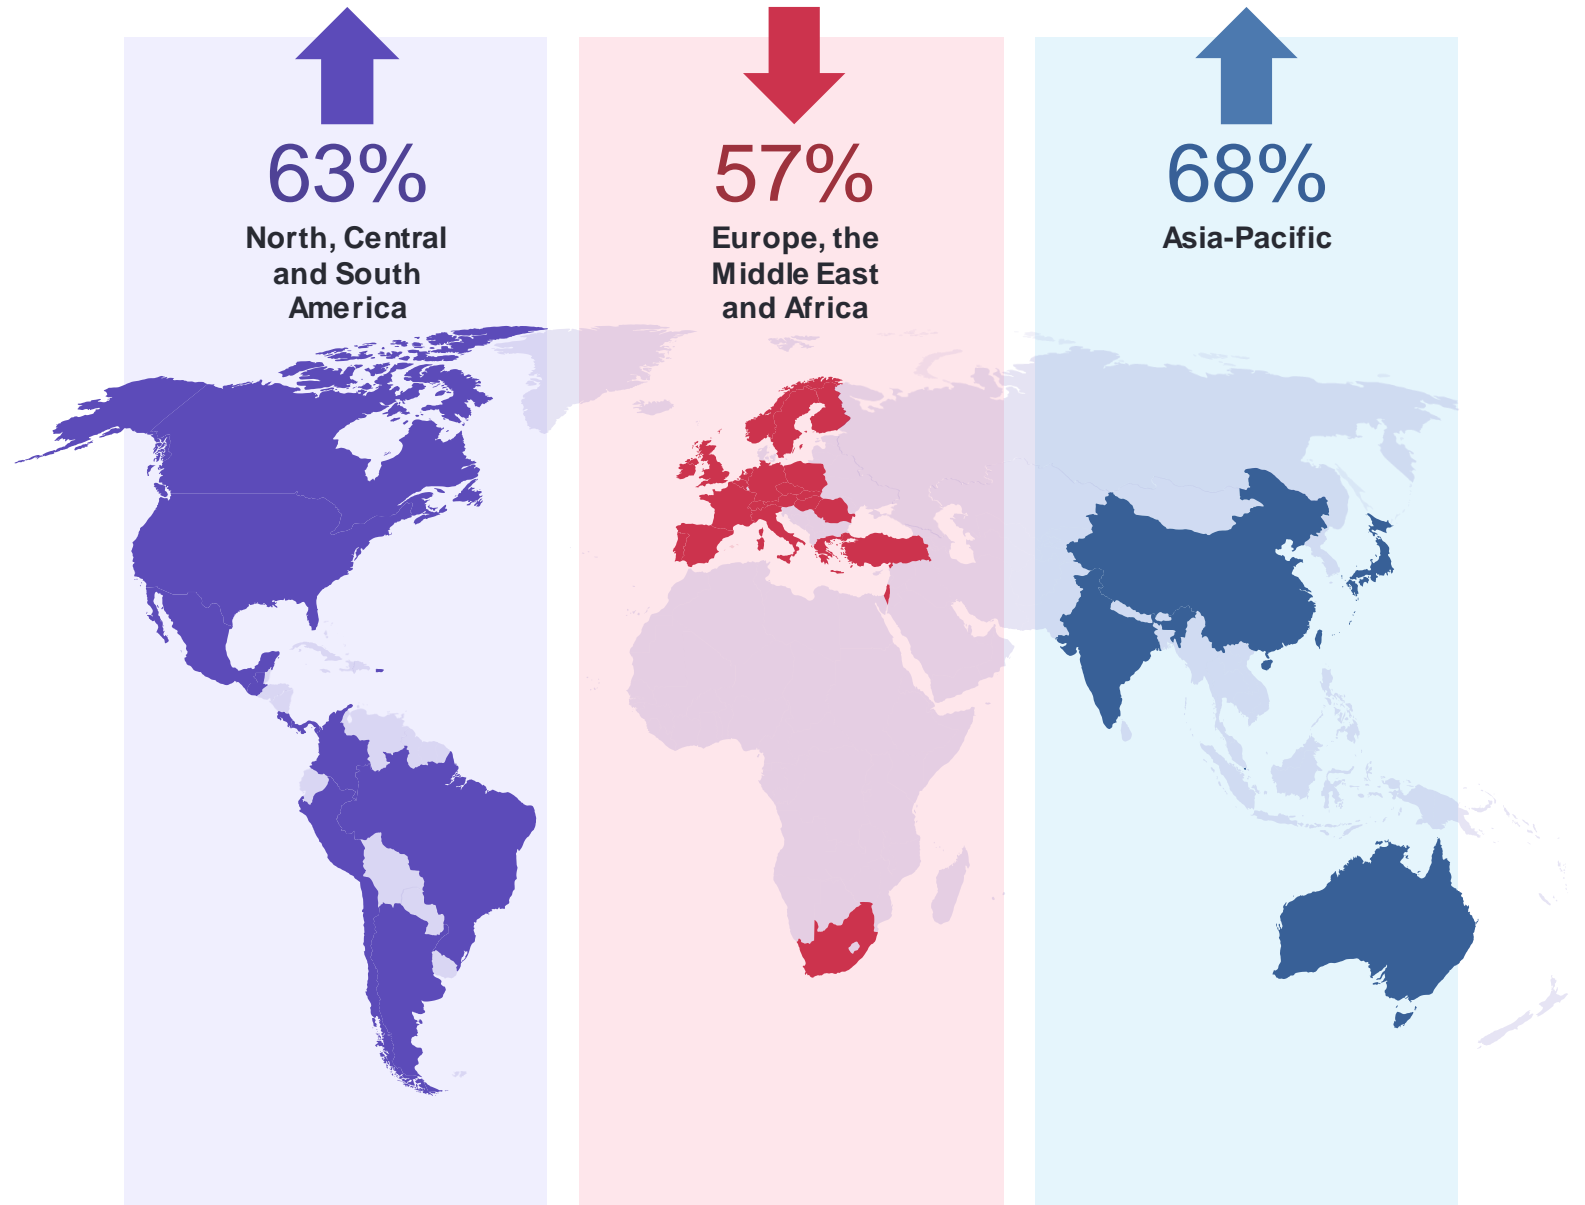 63%
North, Central
and South
America
57%
Europe, the
Middle East
and Africa
68%
Asia-Pacific